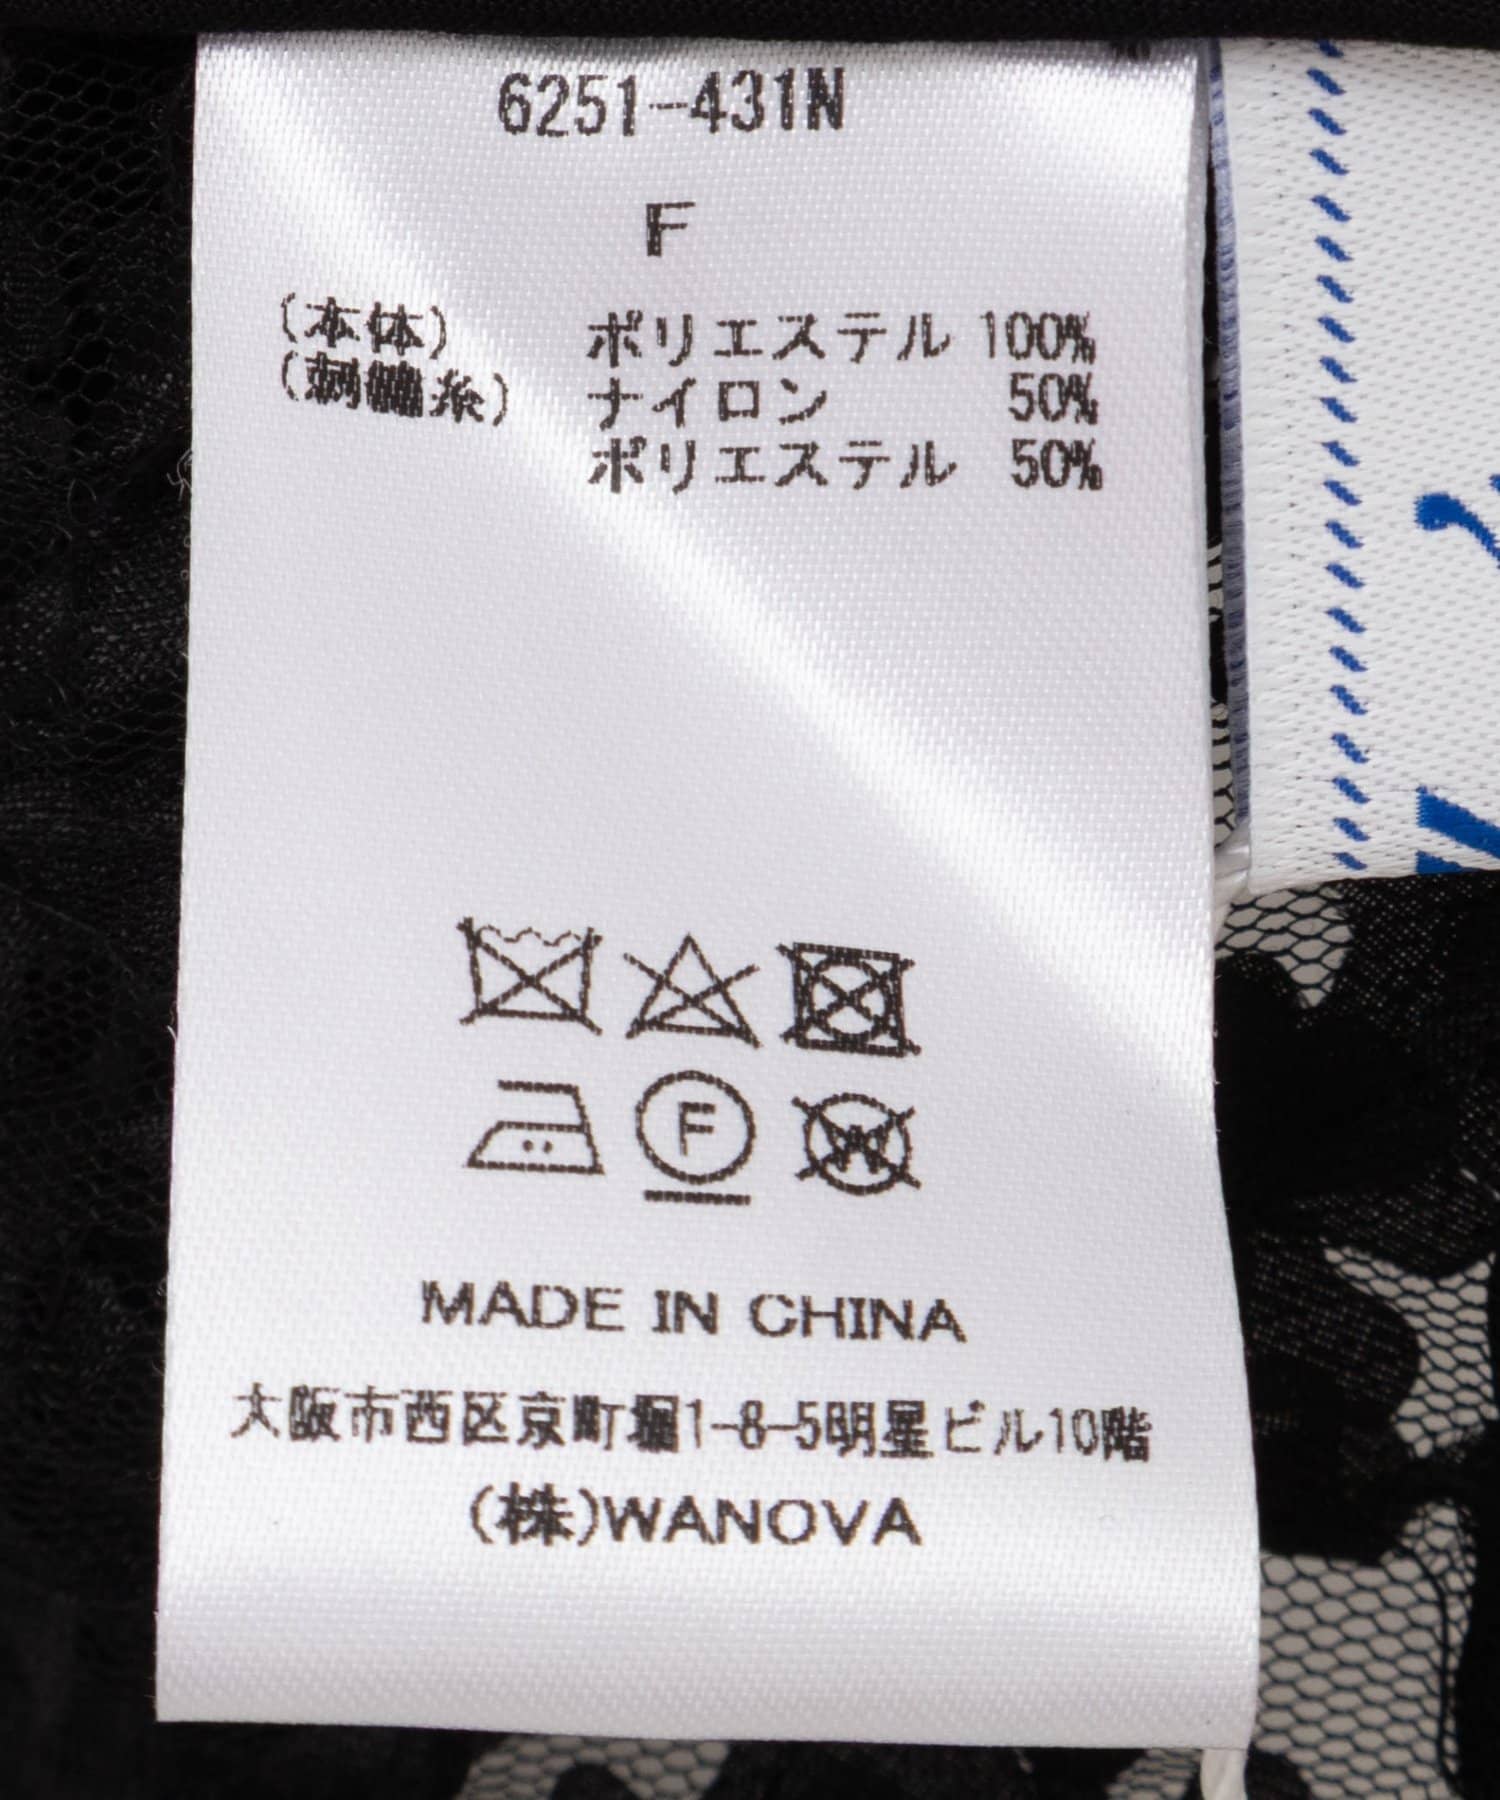 6251-431N
F
(本体) ポリエステル 100%
(刺繍糸) ナイロン 50%
ポリエステル 50%
F
W
MADE IN CHINA
大阪市西区京町堀1-8-5明星ビル10階
(株)WANOVA